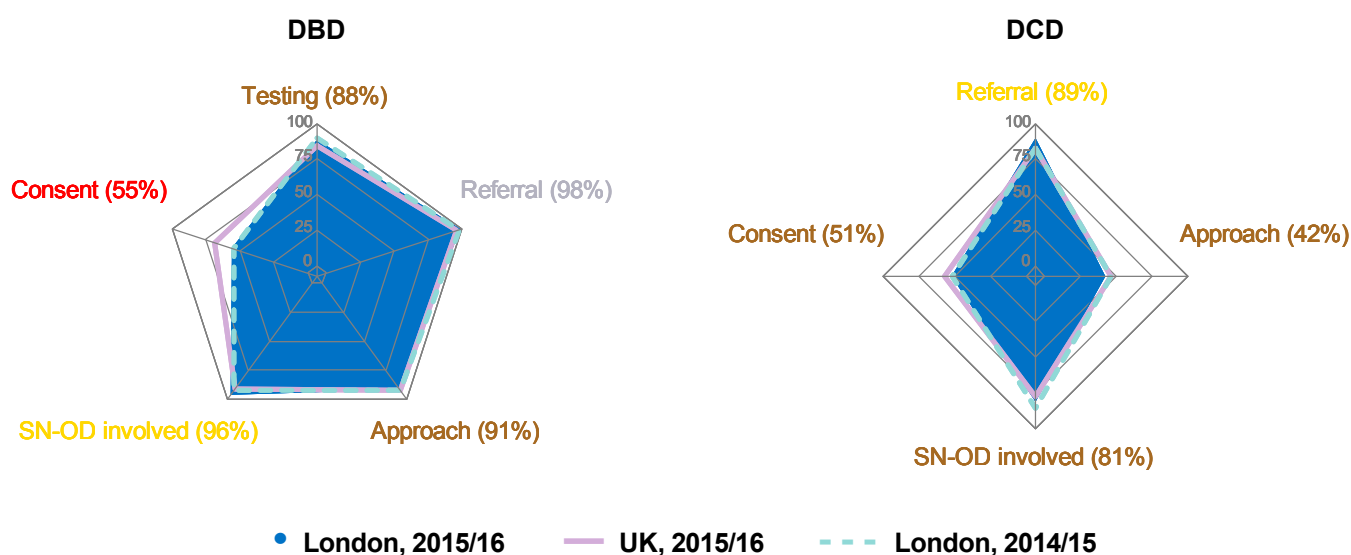 DBD
DCD
Testing (88%)
Referral (89%)
100
75
50
25
0
100
75
50
25
0
Consent (55%)
Referral (98%)
Consent (51%)
Approach (42%)
SN-OD involved (96%)
Approach (91%)
SN-OD involved (81%)
London, 2015/16
UK, 2015/16
London, 2014/15